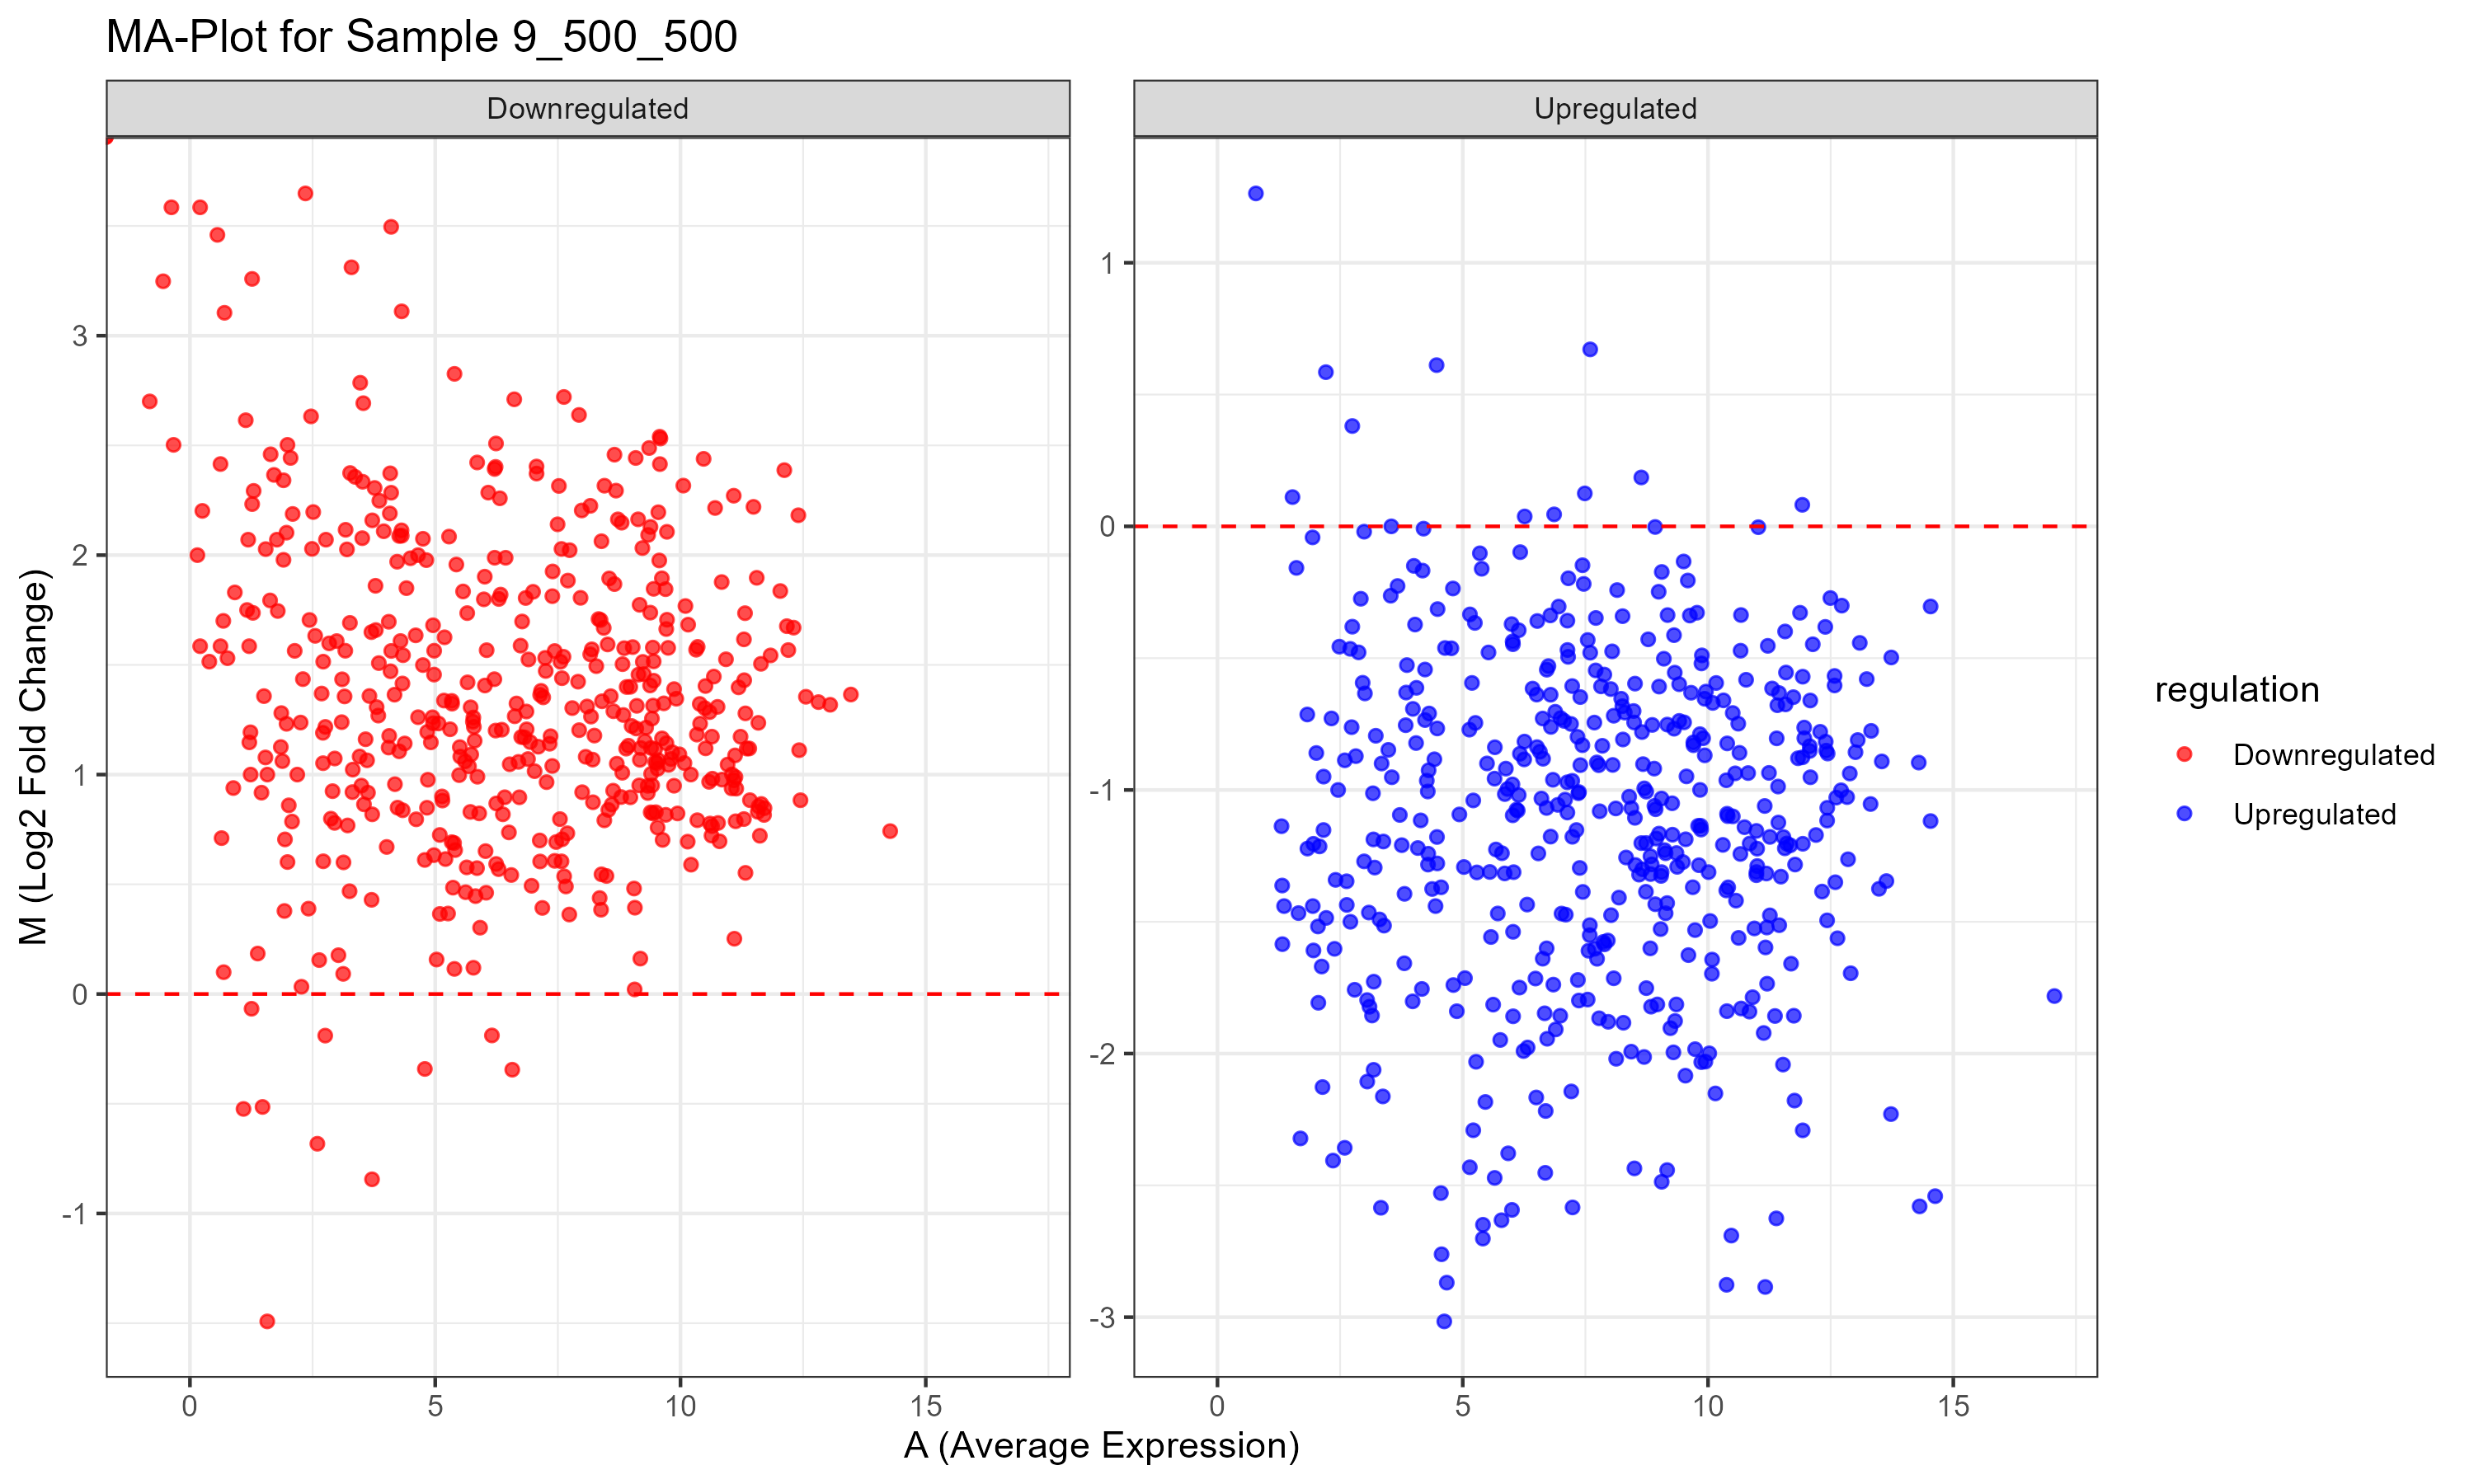 MA-Plot for Sample 9_500_500
Downregulated
Upregulated
M (Log2 Fold Change)
3
2
1
0
-1
1
0
-1
-2
-3
0 5 10 15
0 5 10 15
A (Average Expression)
regulation
Downregulated
Upregulated